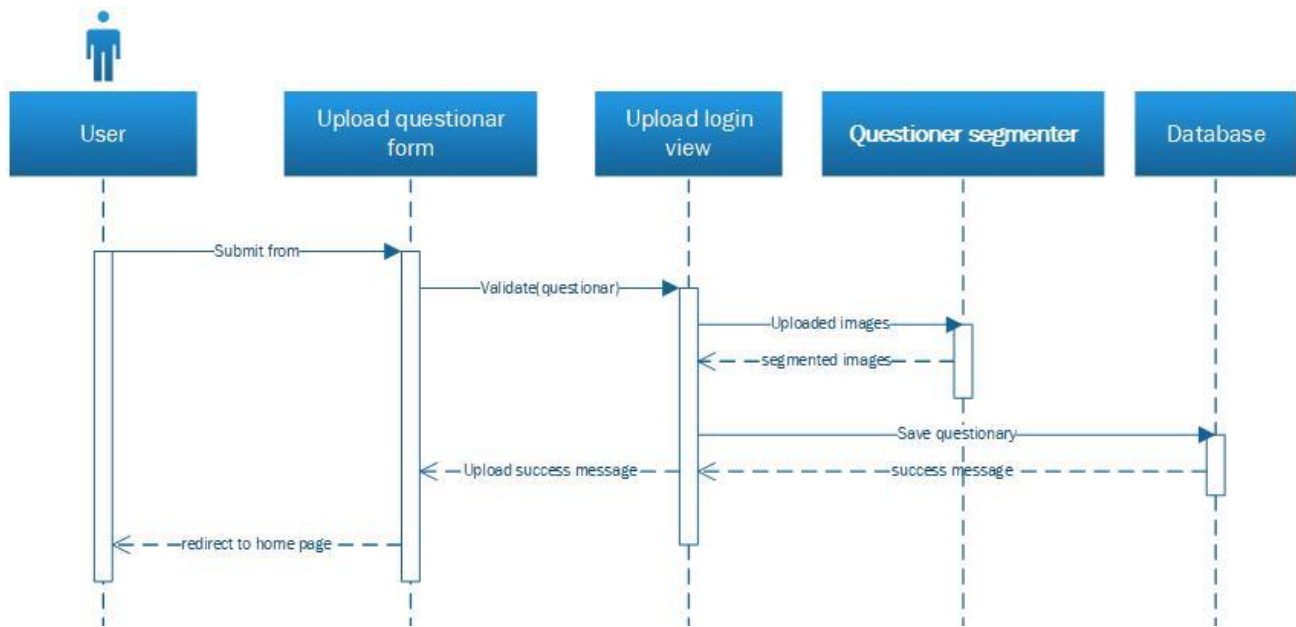 User
Upload questionar
form
Upload login
view
Questioner segmenter
Database
Submit from
Validate(questionar)
Uploaded images
segmented images
Save questionary
Upload success message
success message
redirect to home page